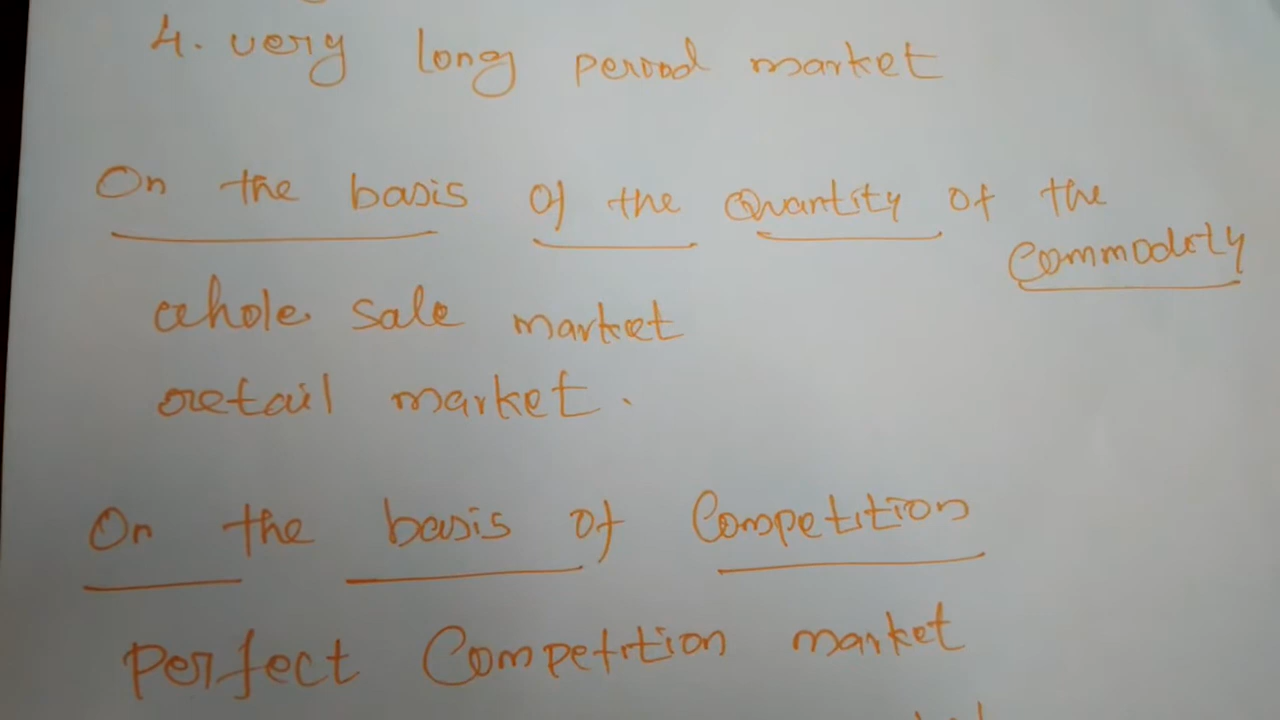 4. very long period market
On the basis of the Quantity of the
Commodity
whole sale market
retail market.
On the basis of Competition
Perfect Competition market